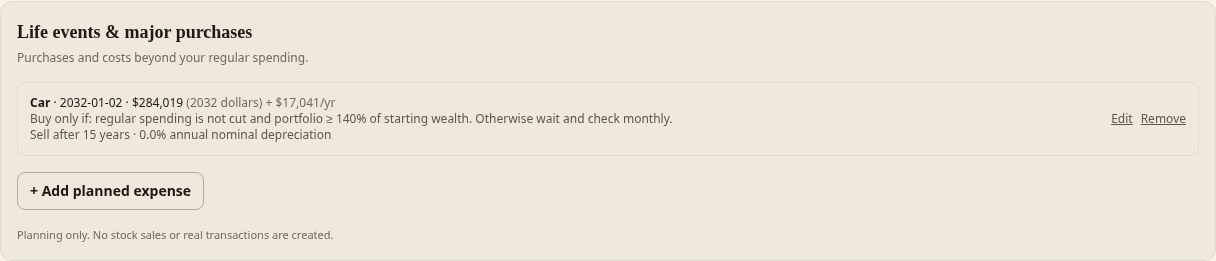 Life events & major purchases
Purchases and costs beyond your regular spending.
Car · 2032-01-02 · $284,019 (2032 dollars) + $17,041/yr
Buy only if: regular spending is not cut and portfolio ≥ 140% of starting wealth. Otherwise wait and check monthly.
Edit Remove
Sell after 15 years · 0.0% annual nominal depreciation
+ Add planned expense
Planning only. No stock sales or real transactions are created.